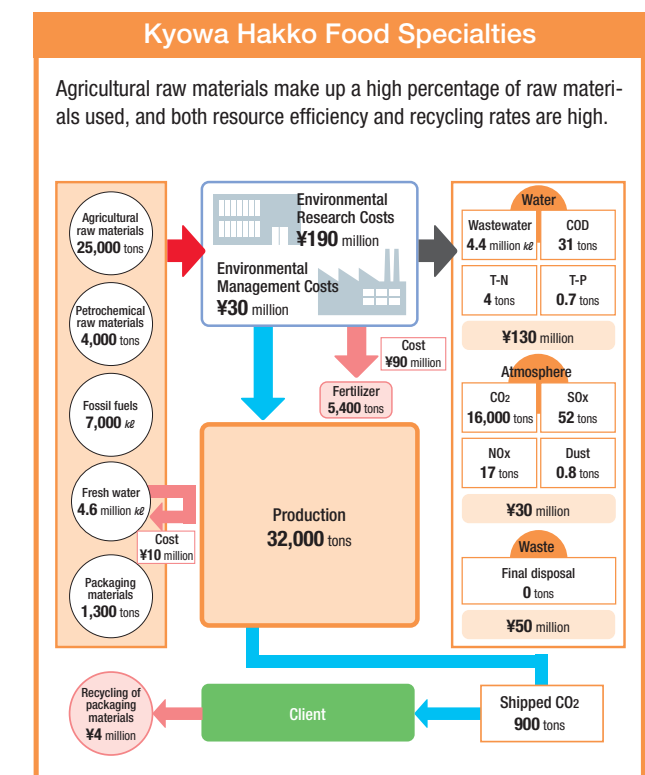 Kyowa Hakko Food Specialties
Agricultural raw materials make up a high percentage of raw materi-
als used, and both resource efficiency and recycling rates are high.
Agricultural
raw materials
25,000 tons
Petrochemical
raw materials
4,000 tons
Fossil fuels
7,000 kℓ
Fresh water
4.6 million kℓ
Cost
¥10 million
Packaging
materials
1,300 tons
Environmental
Research Costs
¥190 million
Environmental
Management Costs
¥30 million
Cost
¥90 million
Fertilizer
5,400 tons
Production
32,000 tons
Water
Wastewater
4.4 million kℓ
COD
31 tons
T-N
4 tons
T-P
0.7 tons
¥130 million
Atmosphere
CO2
16,000 tons
SOx
52 tons
NOx
17 tons
Dust
0.8 tons
¥30 million
Waste
Final disposal
0 tons
¥50 million
Recycling of
packaging
materials
¥4 million
Client
Shipped CO2
900 tons